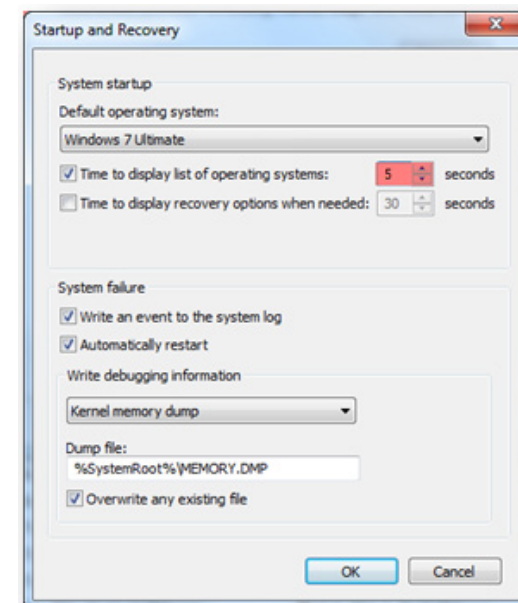 Startup and Recovery
System startup
Default operating system:
Windows 7 Ultimate
Time to display list of operating systems: 5 seconds
Time to display recovery options when needed: 30 seconds
System failure
Write an event to the system log
Automatically restart
Write debugging information
Kernel memory dump
Dump file:
%SystemRoot%\MEMORY.DMP
Overwrite any existing file
OK Cancel